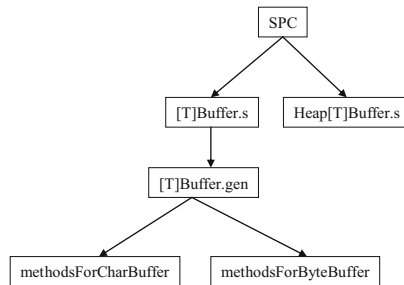 SPC
[T]Buffer.s
Heap[T]Buffer.s
[T]Buffer.gen
methodsForCharBuffer
methodsForByteBuffer